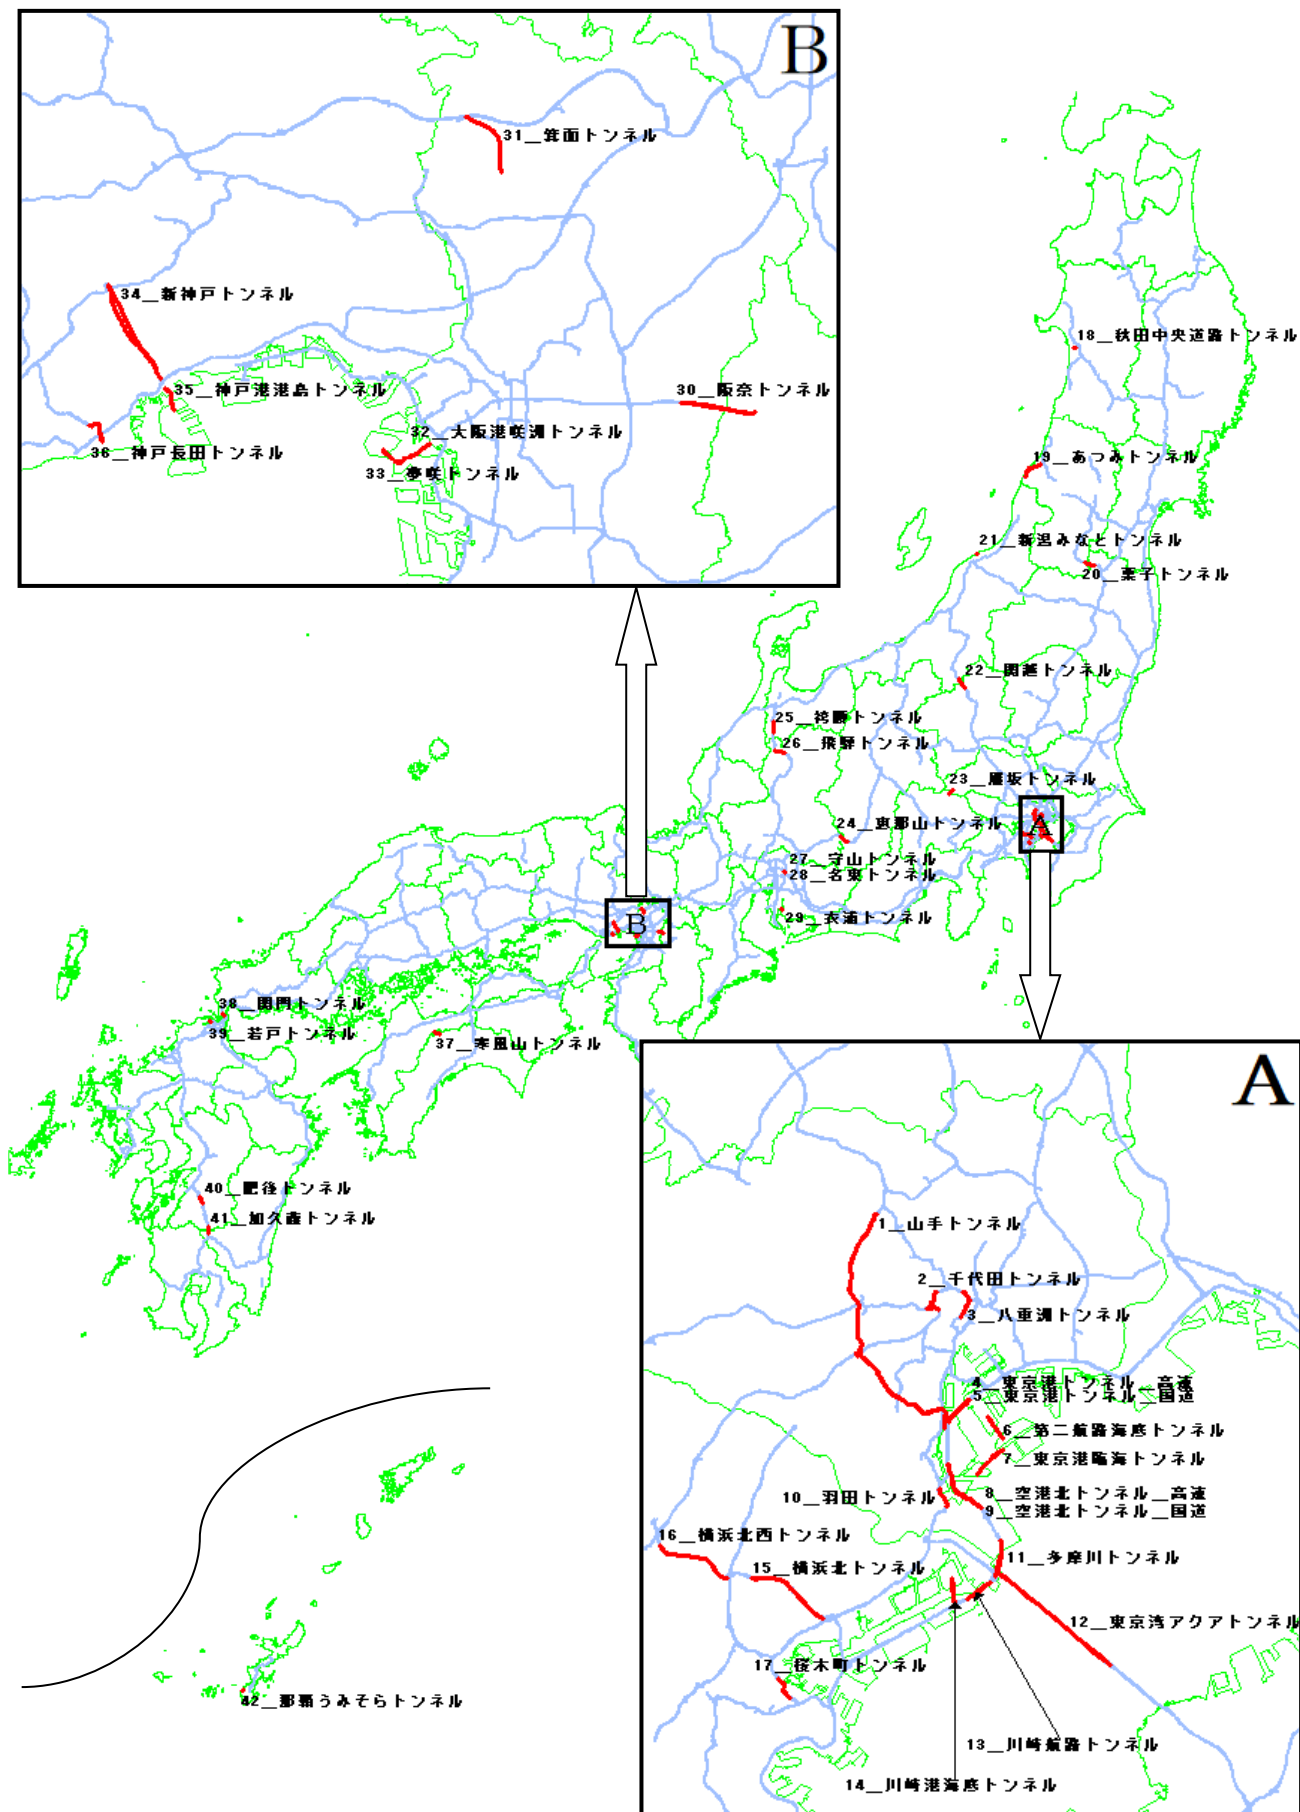 B
31__箕面トンネル
34__新神戸トンネル
35__神戸港港島トンネル
30__阪奈トンネル
32__大阪港咲洲トンネル
36__神戸長田トンネル
33__夢咲トンネル
18__秋田中央道路トンネル
19__あつみトンネル
21__新潟みなとトンネル
20__栗子トンネル
22__関越トンネル
25__袴腰トンネル
26__飛騨トンネル
23__雁坂トンネル
24__恵那山トンネル
A
27__守山トンネル
28__名東トンネル
29__衣浦トンネル
B
38__関門トンネル
39__若戸トンネル
37__寒風山トンネル
40__肥後トンネル
41__加久藤トンネル
42__那覇うみそらトンネル
A
1__山手トンネル
2__千代田トンネル
3__八重洲トンネル
4__東京港トンネル__高速
5__東京港トンネル__国道
6__第二航路海底トンネル
7__東京港臨海トンネル
8__空港北トンネル__高速
9__空港北トンネル__国道
10__羽田トンネル
16__横浜北西トンネル
11__多摩川トンネル
15__横浜北トンネル
12__東京湾アクアトンネル
17__桜木町トンネル
13__川崎航路トンネル
14__川崎港海底トンネル